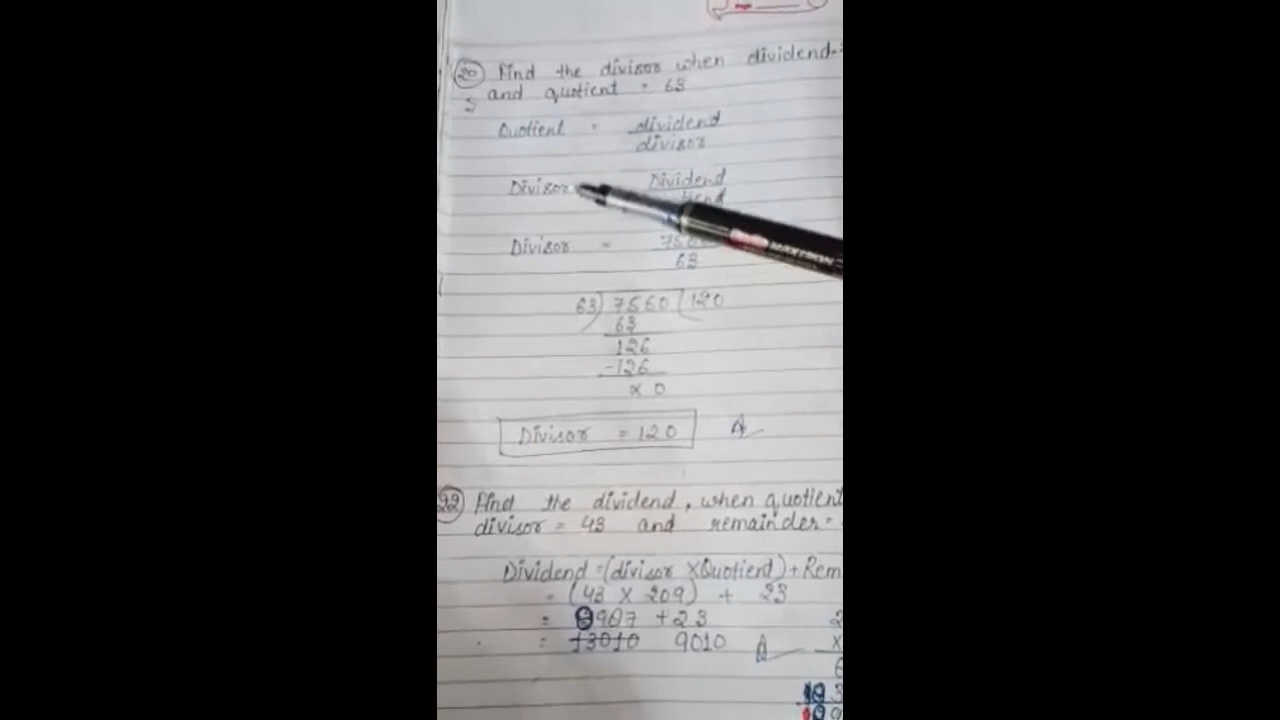 20 Find the divisor when dividend =
and quotient = 63
Quotient = dividend
divisor
Divisor Dividend
Divisor =
63
63) 7560 (120
63
126
-126
x 0
Divisor = 120
22 Find the dividend, when quotient
divisor = 43 and remainder =
Dividend = (divisor X Quotient) + Rem
= (43 X 209) + 23
= 8987 + 23
= 13010 9010
MAXTRON